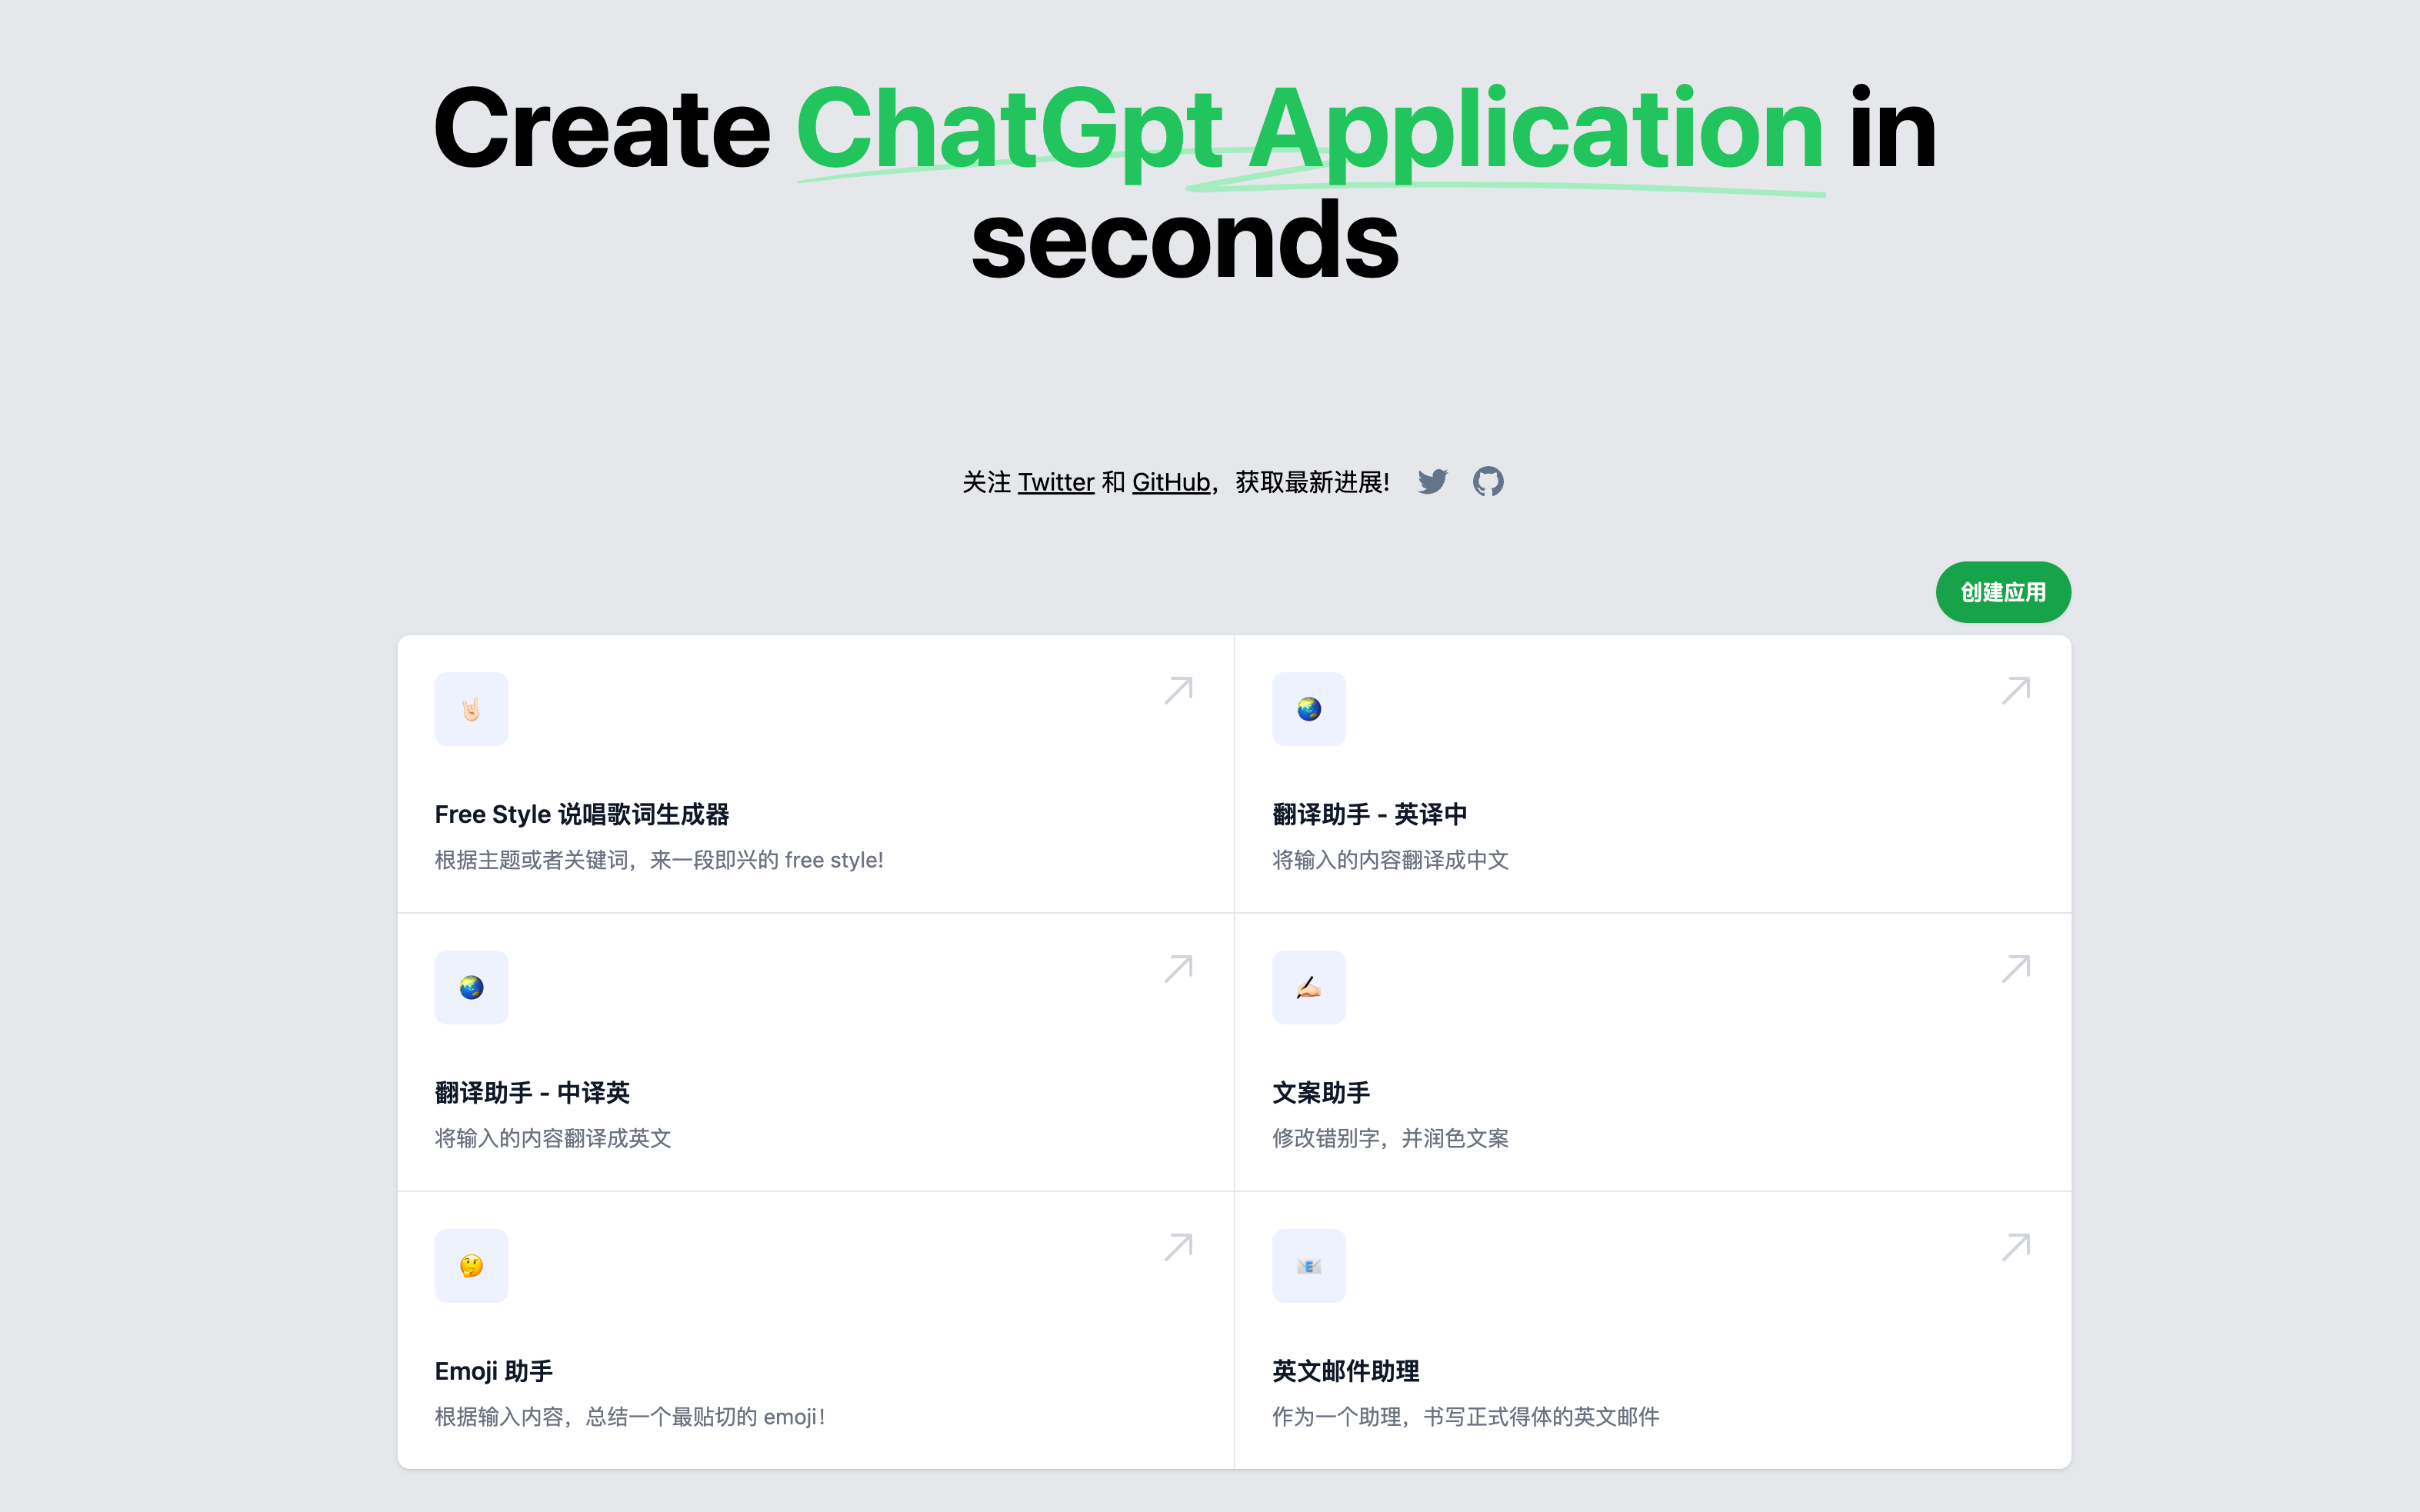 Create ChatGpt Application in
seconds
关注 Twitter 和 GitHub，获取最新进展!
创建应用
Free Style 说唱歌词生成器
根据主题或者关键词，来一段即兴的 free style!
翻译助手 - 英译中
将输入的内容翻译成中文
翻译助手 - 中译英
将输入的内容翻译成英文
文案助手
修改错别字，并润色文案
Emoji 助手
根据输入内容，总结一个最贴切的 emoji！
英文邮件助理
作为一个助理，书写正式得体的英文邮件